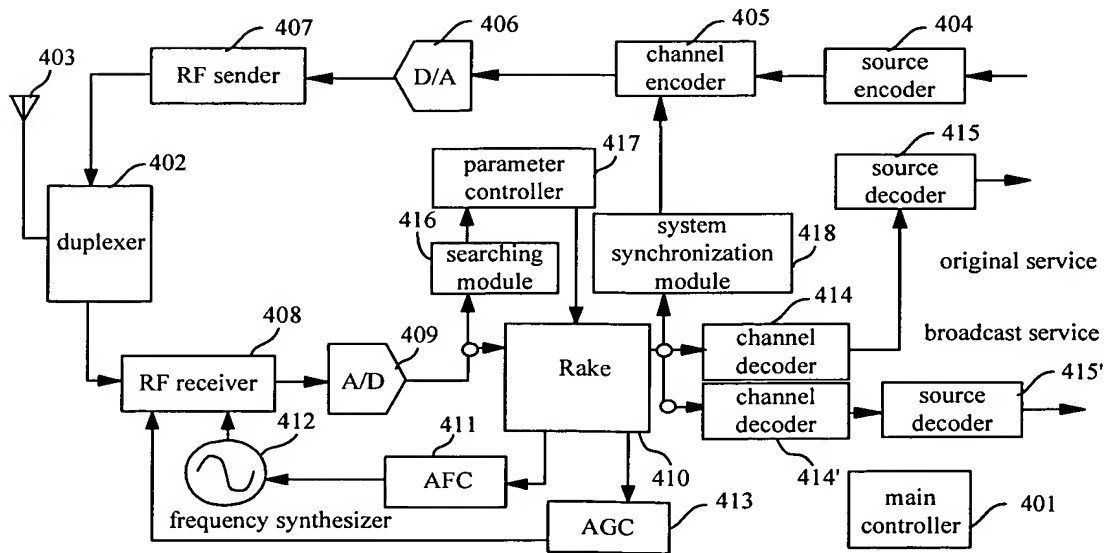 407
RF sender
406
D/A
405
channel
encoder
404
source
encoder
403
402
duplexer
417
parameter
controller
416
searching
module
415
source
decoder
system
synchronization
module
418
original service
broadcast service
408
RF receiver
409
A/D
Rake
410
414
channel
decoder
channel
decoder
414'
415'
source
decoder
412
frequency synthesizer
411
AFC
AGC
413
main
controller
401